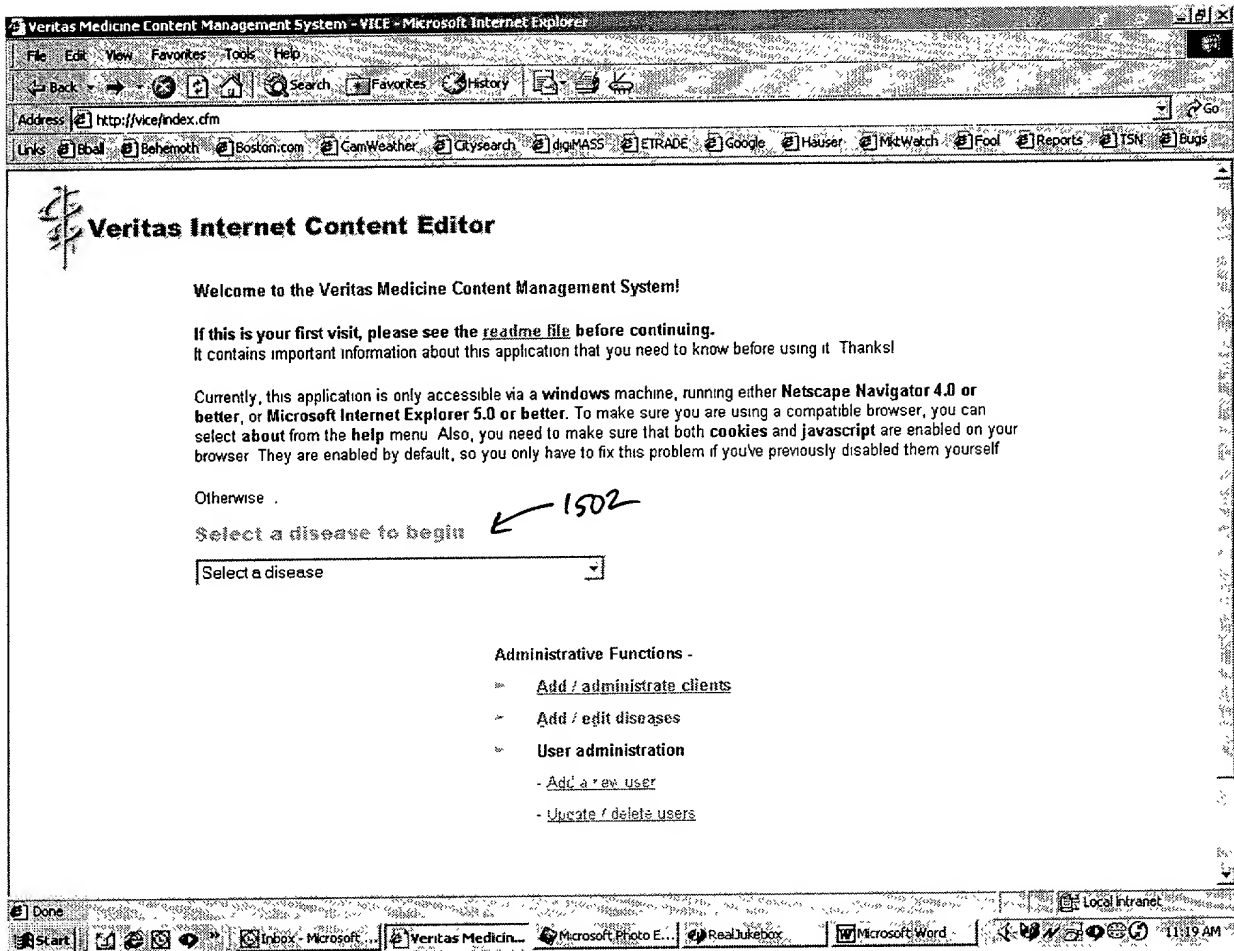 Veritas Medicine Content Management System - VICE - Microsoft Internet Explorer
File Edit View Favorites Tools Help
Back Search Favorites History
Address http://vice/index.cfm Go
Links Bball Behemoth Boston.com CamWeather Citysearch digiMASS ETRADE Google Hauser MktWatch Fool Reports TSN Bugs
Veritas Internet Content Editor
Welcome to the Veritas Medicine Content Management System!
If this is your first visit, please see the readme file before continuing.
It contains important information about this application that you need to know before using it Thanks!
Currently, this application is only accessible via a windows machine, running either Netscape Navigator 4.0 or
better, or Microsoft Internet Explorer 5.0 or better. To make sure you are using a compatible browser, you can
select about from the help menu Also, you need to make sure that both cookies and javascript are enabled on your
browser They are enabled by default, so you only have to fix this problem if you've previously disabled them yourself
Otherwise .
1502
Select a disease to begin
Select a disease
Administrative Functions -
Add / administrate clients
Add / edit diseases
User administration
- Add a new user
- Update / delete users
Done Local intranet
Start Inbox - Microsoft ... Veritas Medicin... Microsoft Photo E... RealJukebox Microsoft Word - 11:19 AM